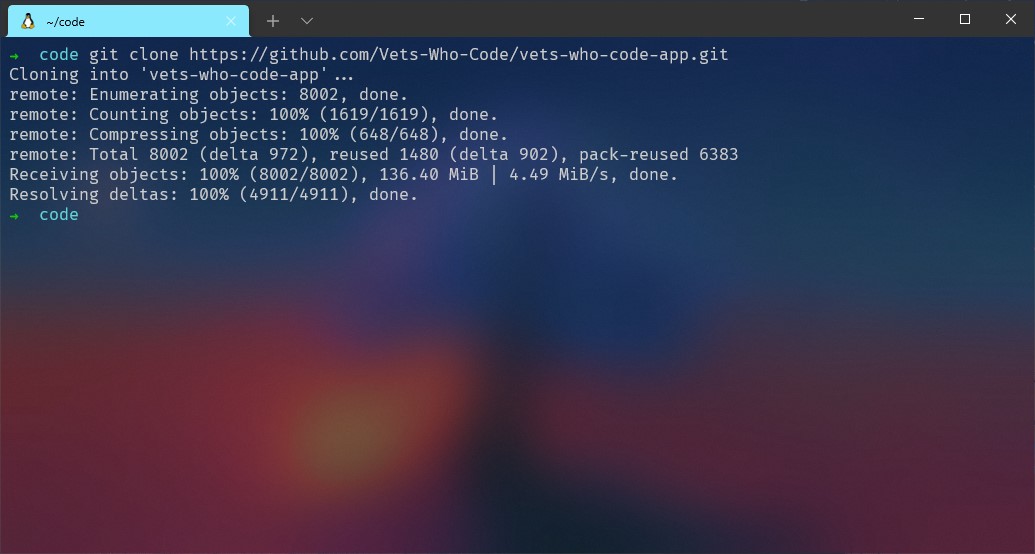 ~/code
→ code git clone https://github.com/Vets-Who-Code/vets-who-code-app.git
Cloning into 'vets-who-code-app'...
remote: Enumerating objects: 8002, done.
remote: Counting objects: 100% (1619/1619), done.
remote: Compressing objects: 100% (648/648), done.
remote: Total 8002 (delta 972), reused 1480 (delta 902), pack-reused 6383
Receiving objects: 100% (8002/8002), 136.40 MiB | 4.49 MiB/s, done.
Resolving deltas: 100% (4911/4911), done.
→ code